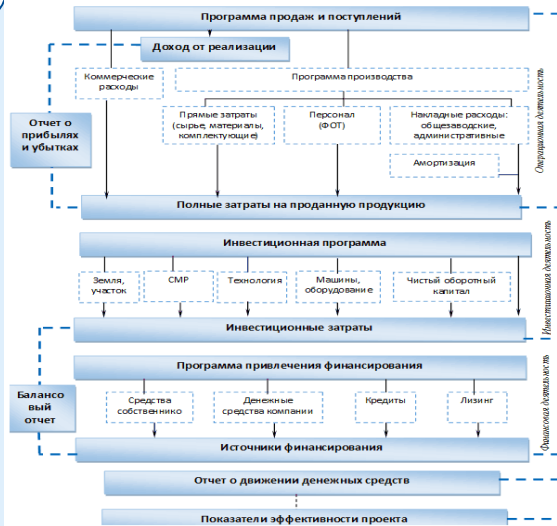 Программа продаж и поступлений
Доход от реализации
Коммерческие
расходы
Программа производства
Прямые затраты
(сырье, материалы,
комплектующие)
Персонал
(ФОТ)
Накладные расходы:
общезаводские,
административные
Амортизация
Отчет о
прибылях
и убытках
Операционная деятельность
Полные затраты на проданную продукцию
Инвестиционная программа
Земля,
участок
СМР
Технология
Машины,
оборудование
Чистый оборотный
капитал
Инвестиционная деятельность
Инвестиционные затраты
Программа привлечения финансирования
Балансо
вый
отчет
Средства
собственнико
Денежные
средства компании
Кредиты
Лизинг
Финансовая деятельность
Источники финансирования
Отчет о движении денежных средств
Показатели эффективности проекта